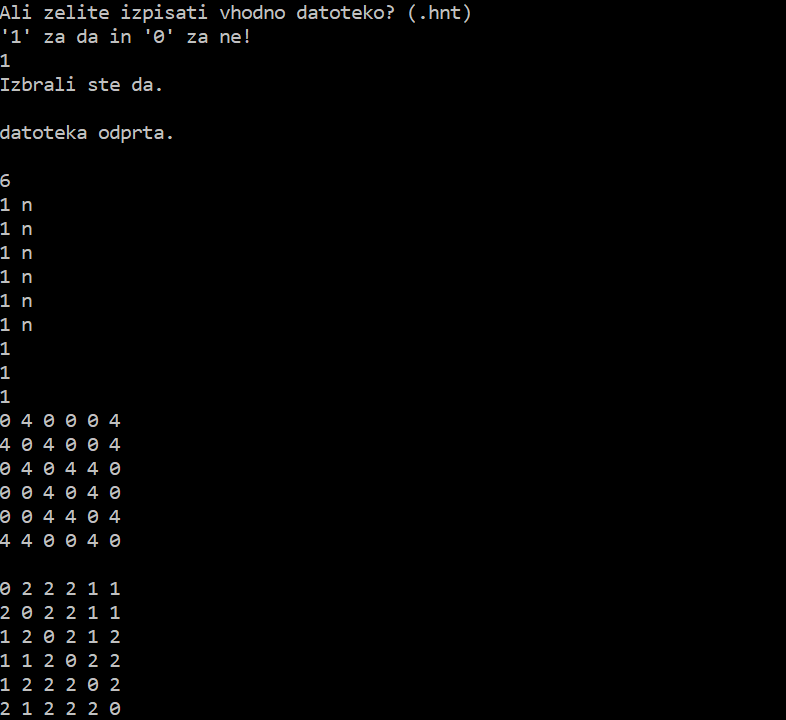 Ali zelite izpisati vhodno datoteko? (.hnt)
'1' za da in '0' za ne!
1
Izbrali ste da.
datoteka odprta.
6
1 n
1 n
1 n
1 n
1 n
1 n
1
1
1
0 4 0 0 0 4
4 0 4 0 0 4
0 4 0 4 4 0
0 0 4 0 4 0
0 0 4 4 0 4
4 4 0 0 4 0
0 2 2 2 1 1
2 0 2 2 1 1
1 2 0 2 1 2
1 1 2 0 2 2
1 2 2 2 0 2
2 1 2 2 2 0